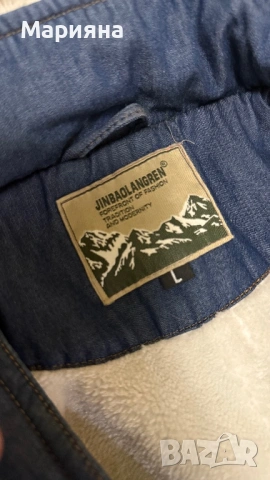 Марияна
JINBAOLANGREN®
FOREFRONT OF FASHION
TRADITION
AND MODERNITY
L
BAZAR